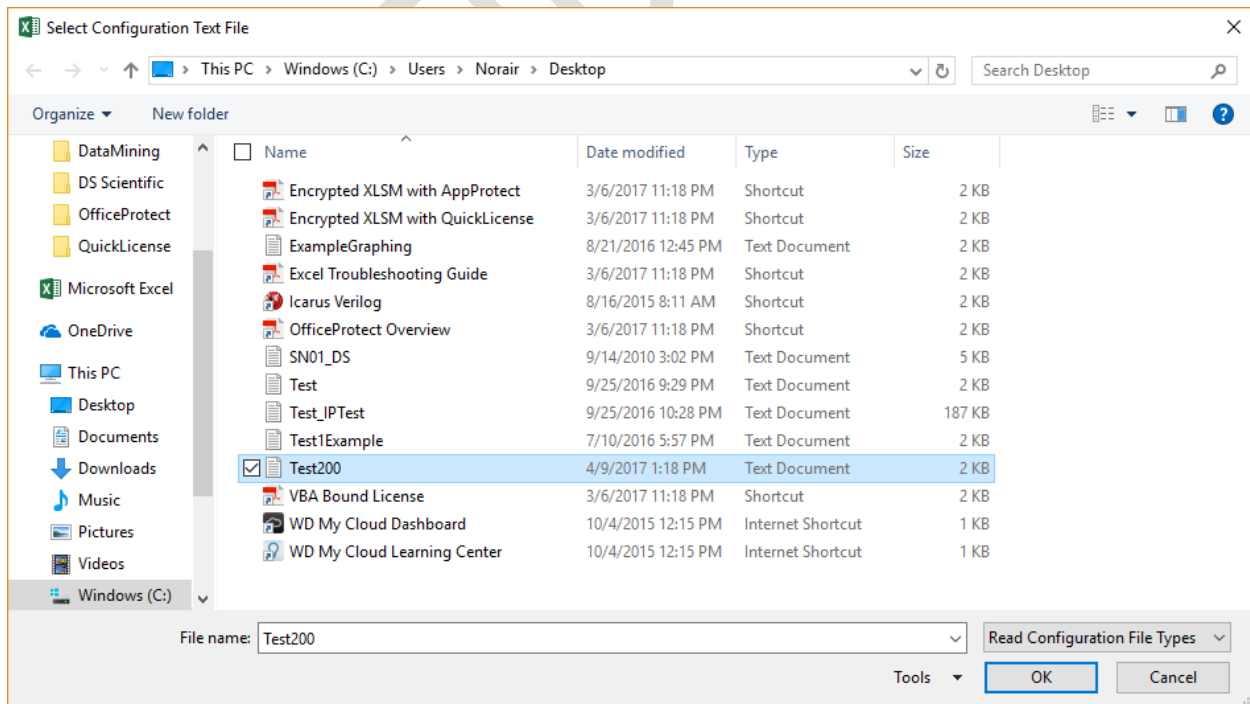 Select Configuration Text File
This PC > Windows (C:) > Users > Norair > Desktop
Search Desktop
Organize
New folder
DataMining
DS Scientific
OfficeProtect
QuickLicense
Microsoft Excel
OneDrive
This PC
Desktop
Documents
Downloads
Music
Pictures
Videos
Windows (C:)
Name Date modified Type Size
Encrypted XLSM with AppProtect 3/6/2017 11:18 PM Shortcut 2 KB
Encrypted XLSM with QuickLicense 3/6/2017 11:18 PM Shortcut 2 KB
ExampleGraphing 8/21/2016 12:45 PM Text Document 2 KB
Excel Troubleshooting Guide 3/6/2017 11:18 PM Shortcut 2 KB
Icarus Verilog 8/16/2015 8:11 AM Shortcut 2 KB
OfficeProtect Overview 3/6/2017 11:18 PM Shortcut 2 KB
SN01_DS 9/14/2010 3:02 PM Text Document 5 KB
Test 9/25/2016 9:29 PM Text Document 2 KB
Test_IPTest 9/25/2016 10:28 PM Text Document 187 KB
Test1Example 7/10/2016 5:57 PM Text Document 2 KB
Test200 4/9/2017 1:18 PM Text Document 2 KB
VBA Bound License 3/6/2017 11:18 PM Shortcut 2 KB
WD My Cloud Dashboard 10/4/2015 12:15 PM Internet Shortcut 1 KB
WD My Cloud Learning Center 10/4/2015 12:15 PM Internet Shortcut 1 KB
File name: Test200
Read Configuration File Types
Tools
OK
Cancel